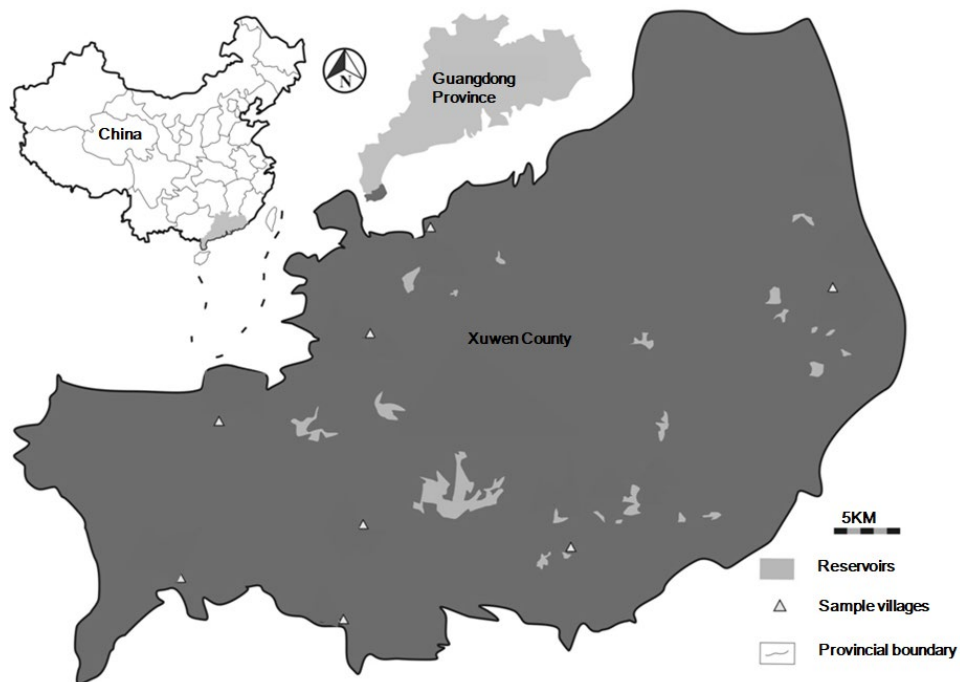 China
N
Guangdong
Province
Xuwen County
5KM
Reservoirs
Sample villages
Provincial boundary